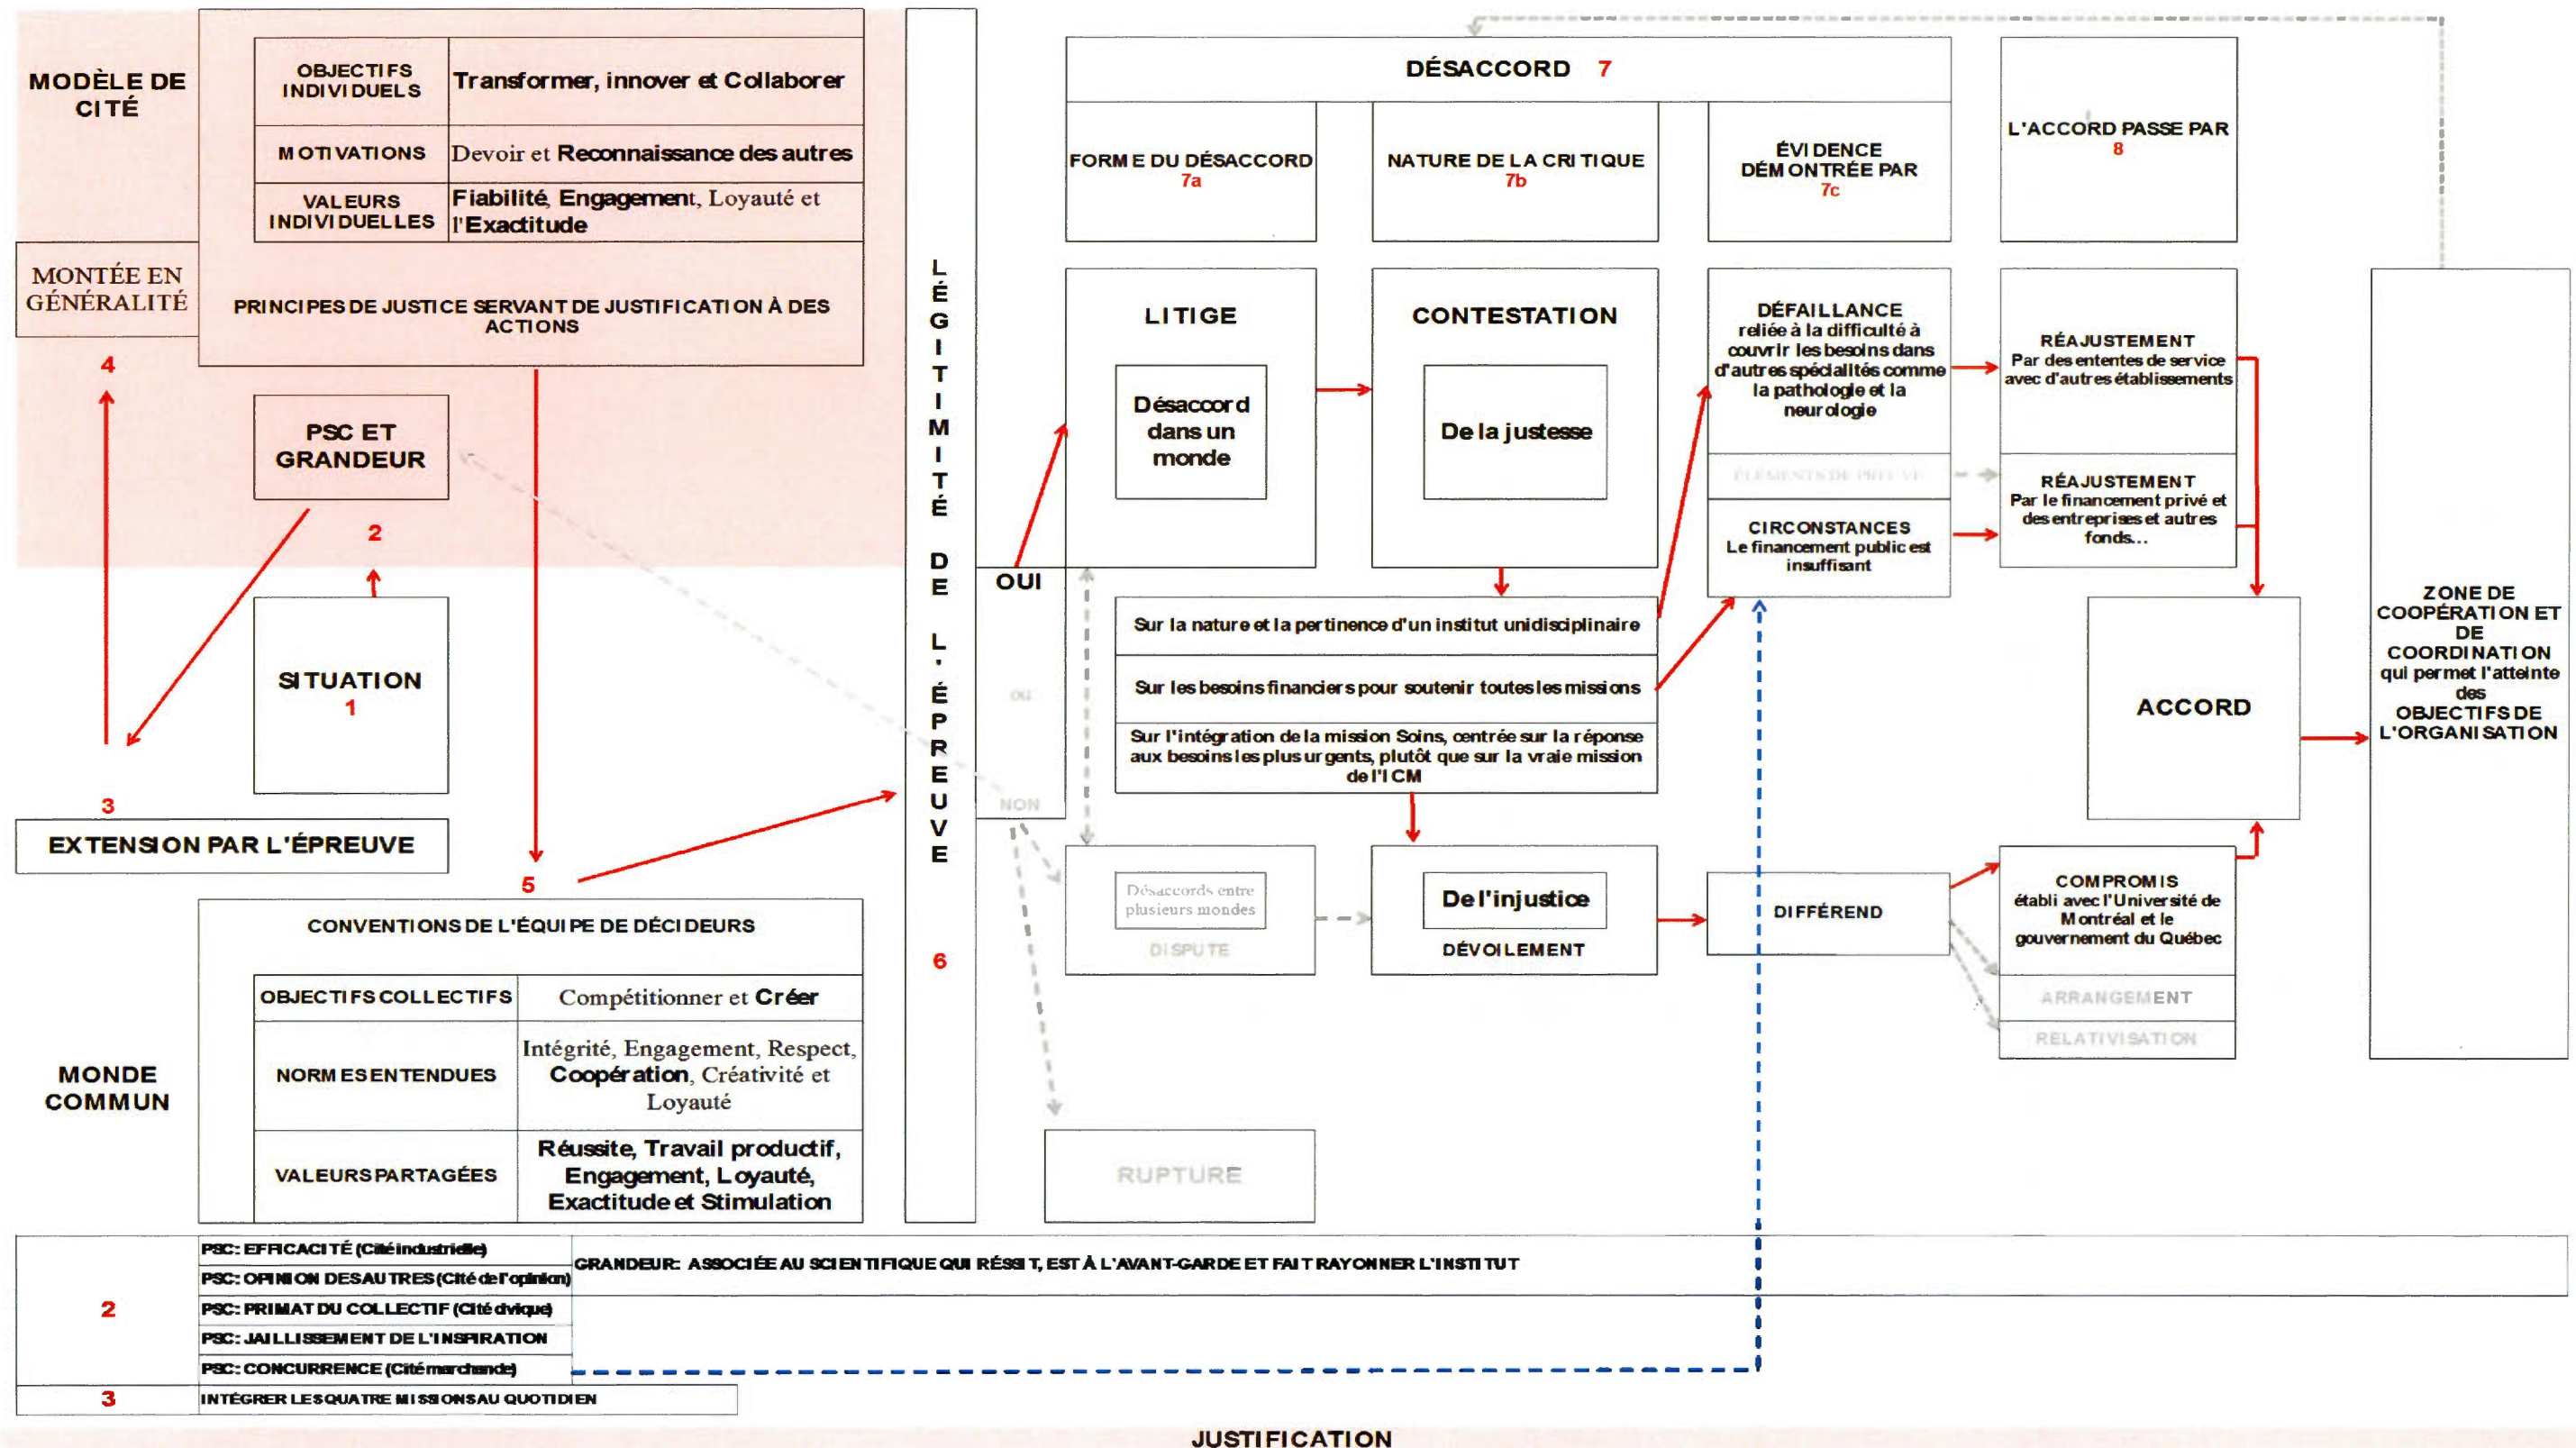 MODÈLE DE
CITÉ
OBJECTIFS
INDIVIDUELS
Transformer, innover et Collaborer
MOTIVATIONS
Devoir et Reconnaissance des autres
VALEURS
INDIVIDUELLES
Fiabilité, Engagement, Loyauté et
l'Exactitude
MONTÉE EN
GÉNÉRALITÉ
PRINCIPES DE JUSTICE SERVANT DE JUSTIFICATION À DES
ACTIONS
4
PSC ET
GRANDEUR
2
SITUATION
1
3
EXTENSION PAR L'ÉPREUVE
5
CONVENTIONS DE L'ÉQUIPE DE DÉCIDEURS
OBJECTIFS COLLECTIFS
Compétitionner et Créer
NORMES ENTENDUES
Intégrité, Engagement, Respect,
Coopération, Créativité et
Loyauté
MONDE
COMMUN
VALEURS PARTAGÉES
Réussite, Travail productif,
Engagement, Loyauté,
Exactitude et Stimulation
LÉGITIMITÉ DE L'ÉPREUVE
6
OUI
ou
NON
DÉSACCORD 7
FORME DU DÉSACCORD
7a
NATURE DE LA CRITIQUE
7b
ÉVIDENCE
DÉMONTRÉE PAR
7c
L'ACCORD PASSE PAR
8
LITIGE
Désaccord
dans un
monde
CONTESTATION
De la justesse
DÉFAILLANCE
reliée à la difficulté à
couvrir les besoins dans
d'autres spécialités comme
la pathologie et la
neurologie
ÉLÉMENTS DE PREUVE
CIRCONSTANCES
Le financement public est
insuffisant
RÉAJUSTEMENT
Par des ententes de service
avec d'autres établissements
RÉAJUSTEMENT
Par le financement privé et
des entreprises et autres
fonds...
Sur la nature et la pertinence d'un institut unidisciplinaire
Sur les besoins financiers pour soutenir toutes les missions
Sur l'intégration de la mission Soins, centrée sur la réponse
aux besoins les plus urgents, plutôt que sur la vraie mission
de l'ICM
ACCORD
ZONE DE
COOPÉRATION ET
DE
COORDINATION
qui permet l'atteinte
des
OBJECTIFS DE
L'ORGANISATION
Désaccords entre
plusieurs mondes
DISPUTE
De l'injustice
DÉVOILEMENT
DIFFÉREND
COMPROMIS
établi avec l'Université de
Montréal et le
gouvernement du Québec
ARRANGEMENT
RELATIVISATION
RUPTURE
2
PSC: EFFICACITÉ (Cité industrielle)
PSC: OPINION DES AUTRES (Cité de l'opinion)
PSC: PRIMAT DU COLLECTIF (Cité civique)
PSC: JAILLISSEMENT DE L'INSPIRATION
PSC: CONCURRENCE (Cité marchande)
GRANDEUR: ASSOCIÉE AU SCIENTIFIQUE QUI RÉSSIT, EST À L'AVANT-GARDE ET FAIT RAYONNER L'INSTITUT
3
INTÉGRER LES QUATRE MISSIONS AU QUOTIDIEN
JUSTIFICATION